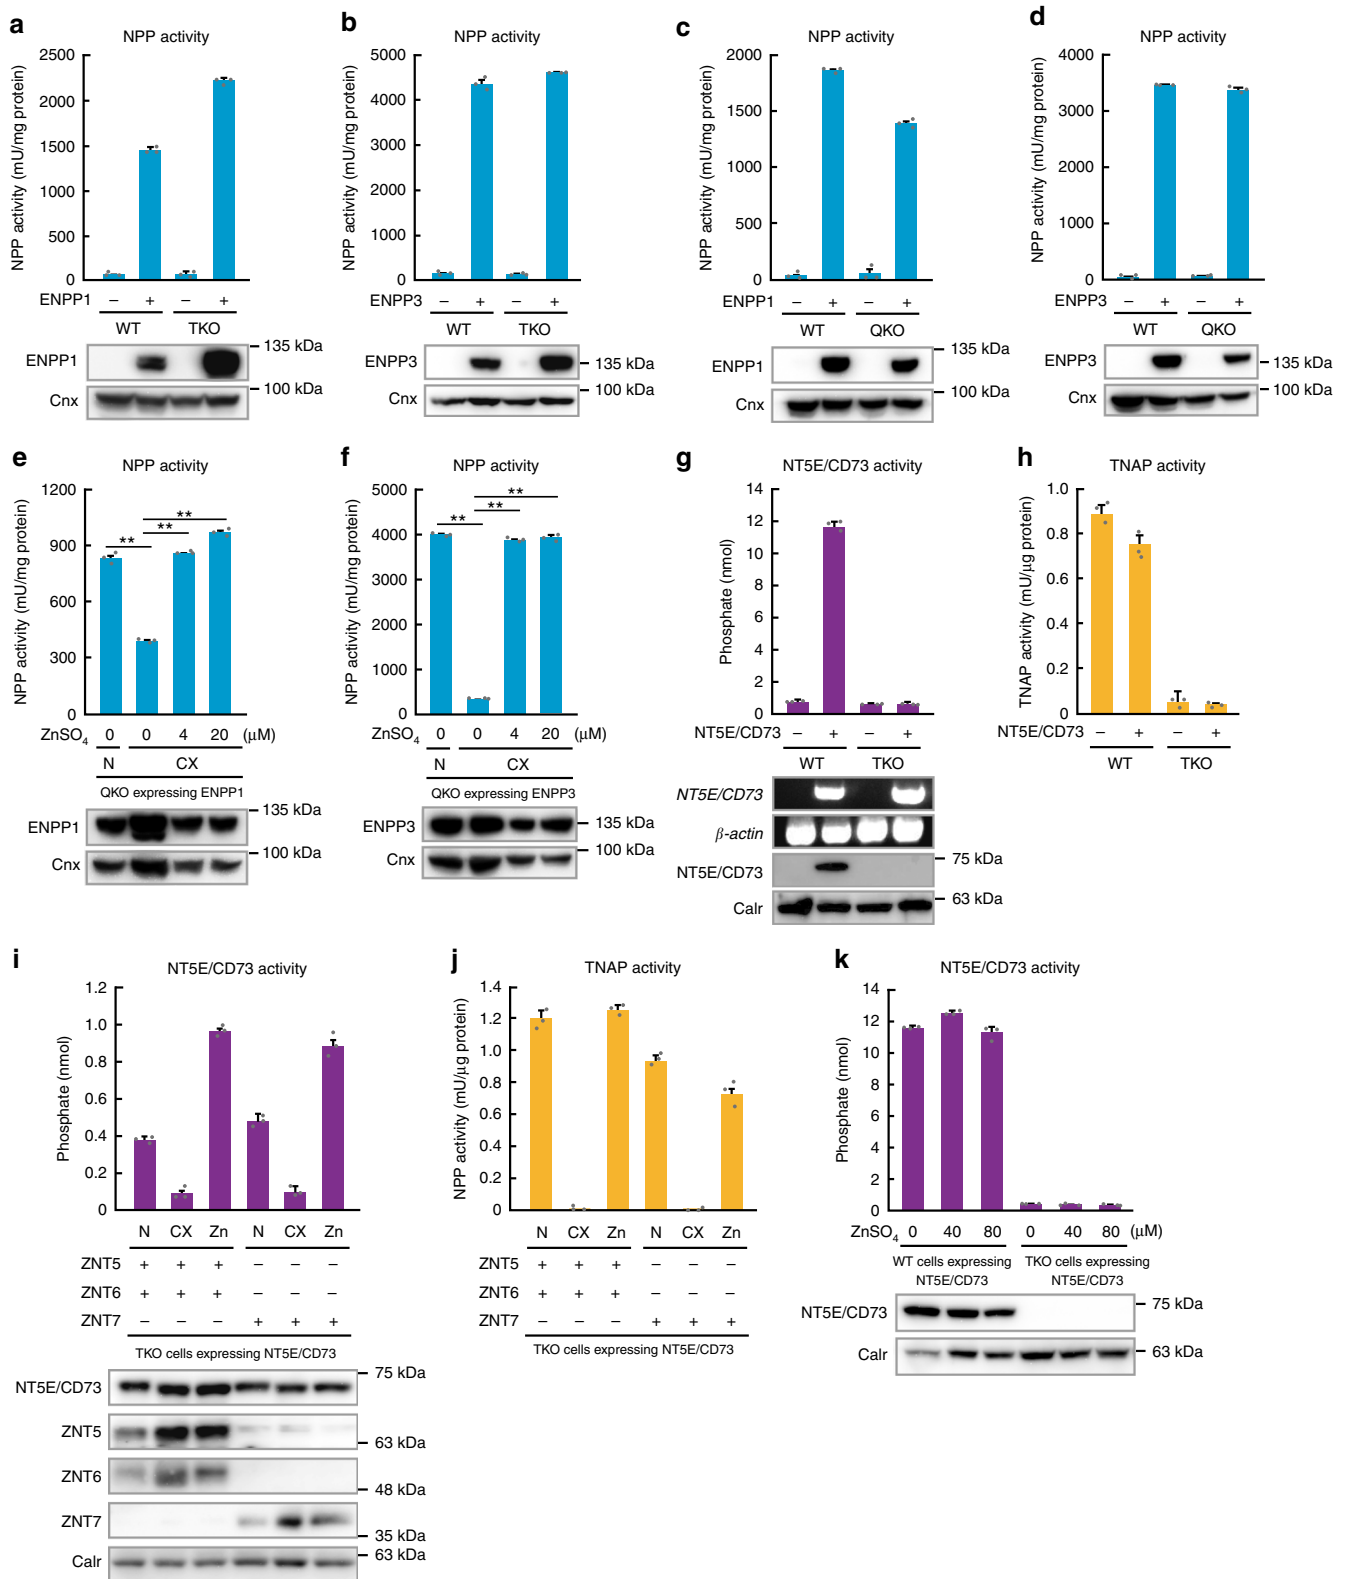 a
NPP activity
NPP activity (mU/mg protein)
2500
2000
1500
1000
500
0
ENPP1 – + – +
WT TKO
ENPP1
135 kDa
Cnx
100 kDa
b
NPP activity
NPP activity (mU/mg protein)
5000
4000
3000
2000
1000
0
ENPP3 – + – +
WT TKO
ENPP3
135 kDa
Cnx
100 kDa
c
NPP activity
NPP activity (mU/mg protein)
2000
1500
1000
500
0
ENPP1 – + – +
WT QKO
ENPP1
135 kDa
Cnx
100 kDa
d
NPP activity
NPP activity (mU/mg protein)
4000
3000
2000
1000
0
ENPP3 – + – +
WT QKO
ENPP3
135 kDa
Cnx
100 kDa
e
NPP activity
NPP activity (mU/mg protein)
1200
900
600
300
0
** ** **
ZnSO4 0 0 4 20 (μM)
N CX
QKO expressing ENPP1
ENPP1
135 kDa
Cnx
100 kDa
f
NPP activity
NPP activity (mU/mg protein)
5000
4000
3000
2000
1000
0
** ** **
ZnSO4 0 0 4 20 (μM)
N CX
QKO expressing ENPP3
ENPP3
135 kDa
Cnx
100 kDa
g
NT5E/CD73 activity
Phosphate (nmol)
14
12
10
8
6
4
2
0
NT5E/CD73 – + – +
WT TKO
NT5E/CD73
β-actin
NT5E/CD73
75 kDa
Calr
63 kDa
h
TNAP activity
TNAP activity (mU/μg protein)
1.0
0.8
0.6
0.4
0.2
0
NT5E/CD73 – + – +
WT TKO
i
NT5E/CD73 activity
Phosphate (nmol)
1.2
1.0
0.8
0.6
0.4
0.2
0
N CX Zn N CX Zn
ZNT5 + + + – – –
ZNT6 + + + – – –
ZNT7 – – – + + +
TKO cells expressing NT5E/CD73
NT5E/CD73
75 kDa
ZNT5
63 kDa
ZNT6
48 kDa
ZNT7
35 kDa
Calr
63 kDa
j
TNAP activity
NPP activity (mU/μg protein)
1.4
1.2
1.0
0.8
0.6
0.4
0.2
0
N CX Zn N CX Zn
ZNT5 + + + – – –
ZNT6 + + + – – –
ZNT7 – – – + + +
TKO cells expressing NT5E/CD73
k
NT5E/CD73 activity
Phosphate (nmol)
14
12
10
8
6
4
2
0
ZnSO4 0 40 80 0 40 80 (μM)
WT cells expressing NT5E/CD73
TKO cells expressing NT5E/CD73
NT5E/CD73
75 kDa
Calr
63 kDa